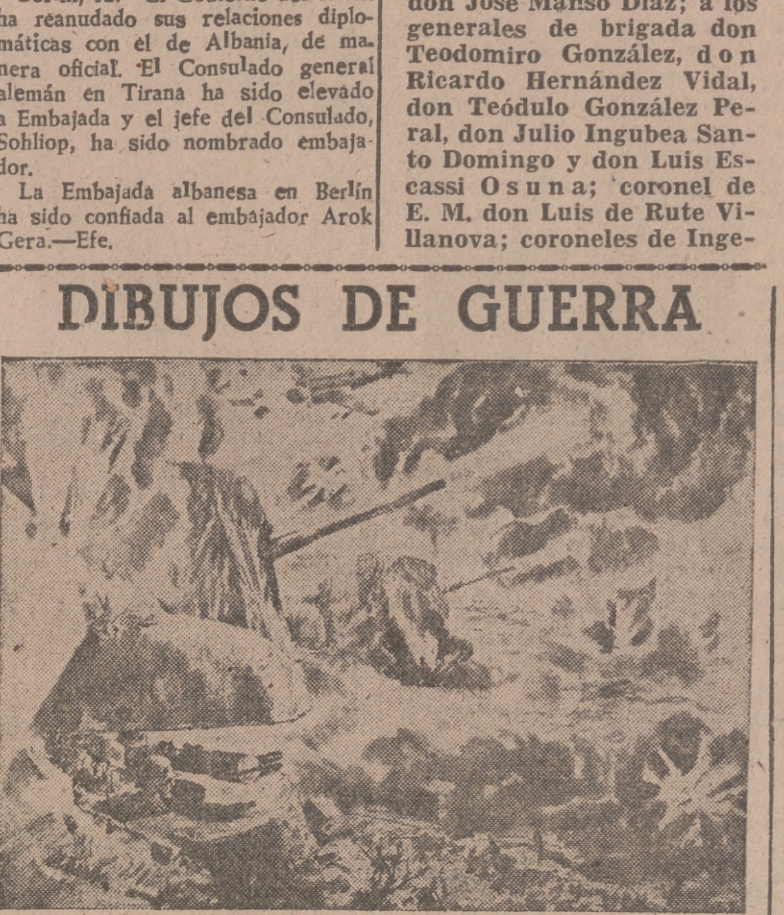 ha reanudado sus relaciones diplo-
máticas con el de Albania, de ma-
nera oficial. El Consulado general
alemán en Tirana ha sido elevado
a Embajada y el jefe del Consulado,
Sohliop, ha sido nombrado embaja-
dor.
La Embajada albanesa en Berlín
ha sido confiada al embajador Arok
Gera.—Efe.
don José Manso Díaz; a los
generales de brigada don
Teodomiro González, don
Ricardo Hernández Vidal,
don Teódulo González Pe-
ral, don Julio Ingubea San-
to Domingo y don Luis Es-
cassi Osuna; coronel de
E. M. don Luis de Rute Vi-
llanova; coroneles de Inge-
DIBUJOS DE GUERRA